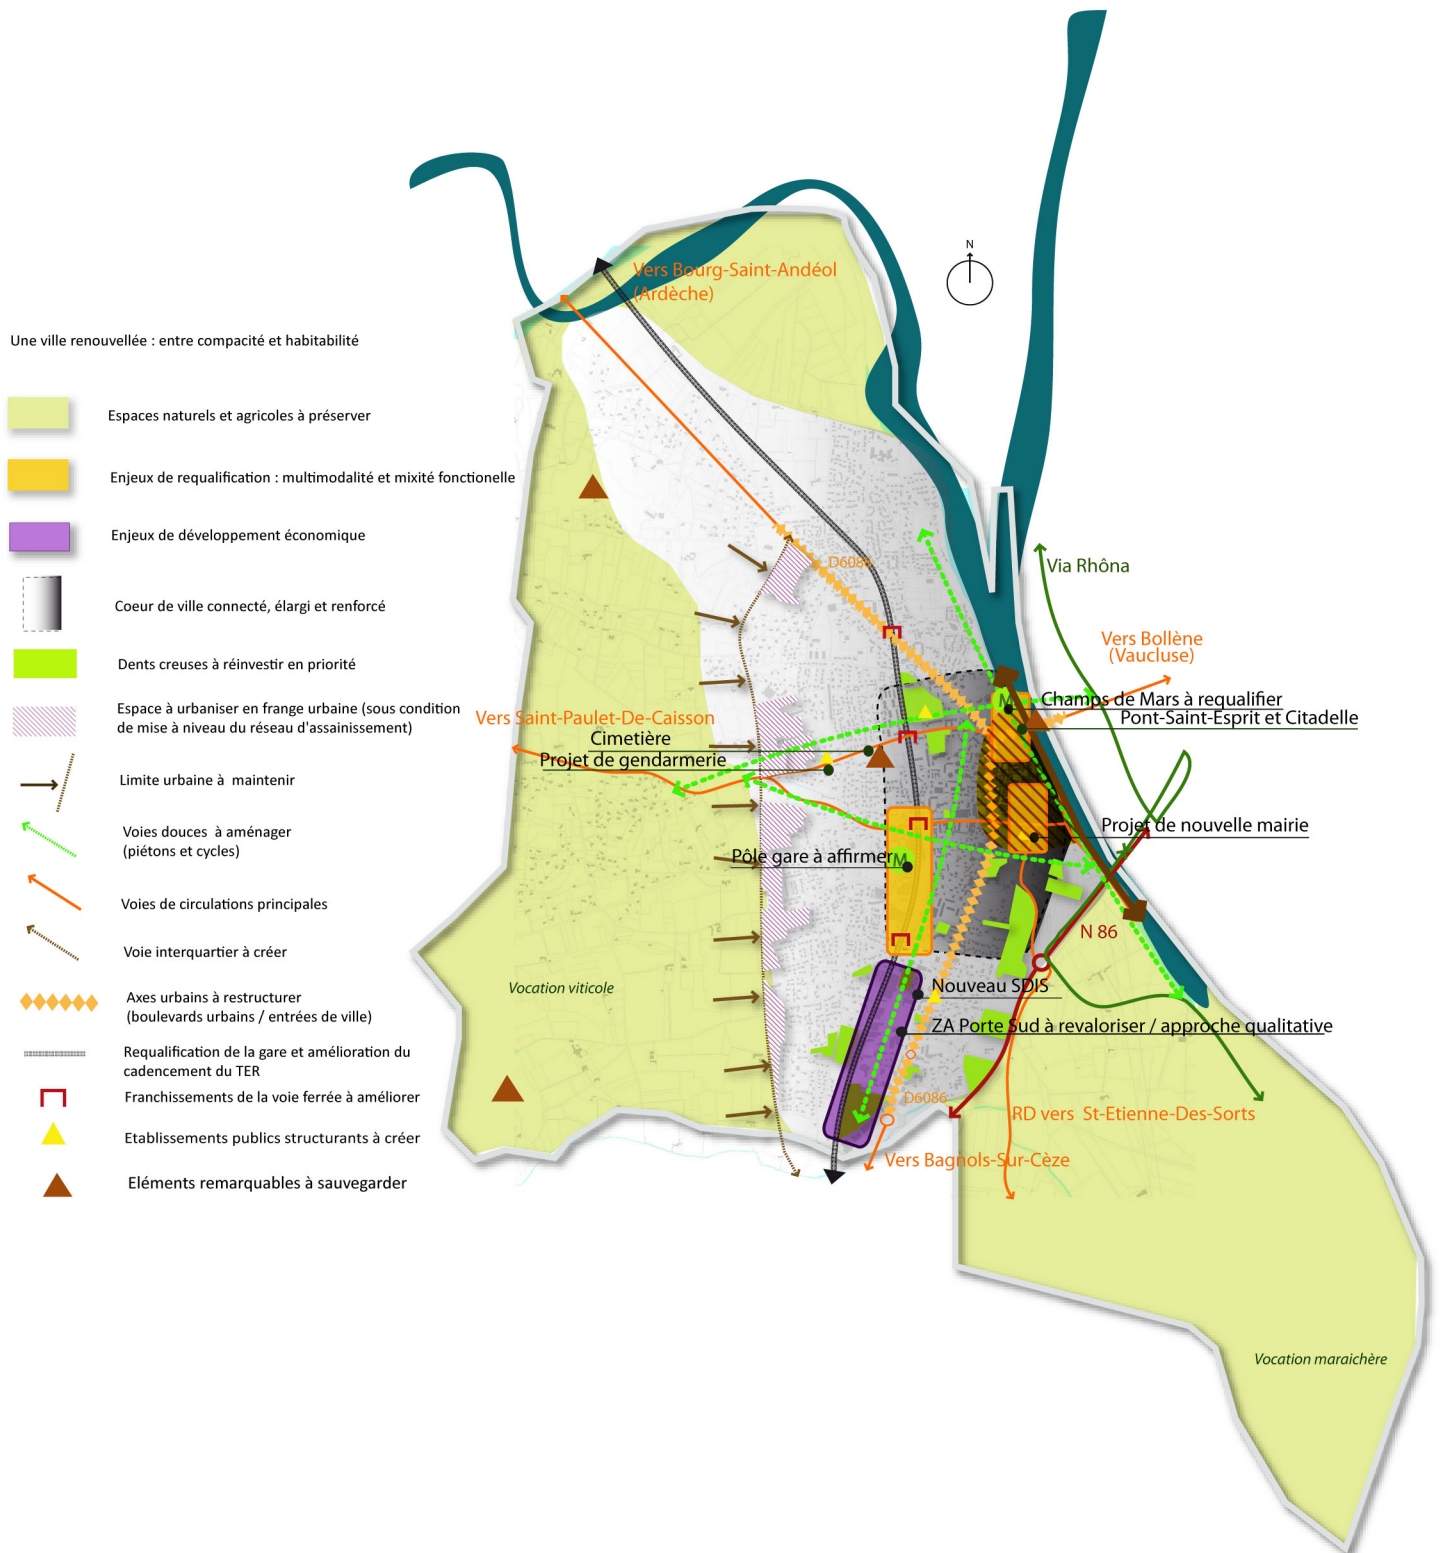 N
Vers Bourg-Saint-Andéol
(Ardèche)
Une ville renouvellée : entre compacité et habitabilité
Espaces naturels et agricoles à préserver
Enjeux de requalification : multimodalité et mixité fonctionelle
Enjeux de développement économique
Coeur de ville connecté, élargi et renforcé
Dents creuses à réinvestir en priorité
Espace à urbaniser en frange urbaine (sous condition
de mise à niveau du réseau d'assainissement)
Limite urbaine à maintenir
Voies douces à aménager
(piétons et cycles)
Voies de circulations principales
Voie interquartier à créer
Axes urbains à restructurer
(boulevards urbains / entrées de ville)
Requalification de la gare et amélioration du
cadencement du TER
Franchissements de la voie ferrée à améliorer
Etablissements publics structurants à créer
Eléments remarquables à sauvegarder
D6086
Via Rhôna
Vers Bollène
(Vaucluse)
M
Champs de Mars à requalifier
Pont-Saint-Esprit et Citadelle
Vers Saint-Paulet-De-Caisson
Cimetière
Projet de gendarmerie
Projet de nouvelle mairie
Pôle gare à affirmer
M
N 86
Vocation viticole
Nouveau SDIS
ZA Porte Sud à revaloriser / approche qualitative
D6086
RD vers St-Etienne-Des-Sorts
Vers Bagnols-Sur-Cèze
Vocation maraichère